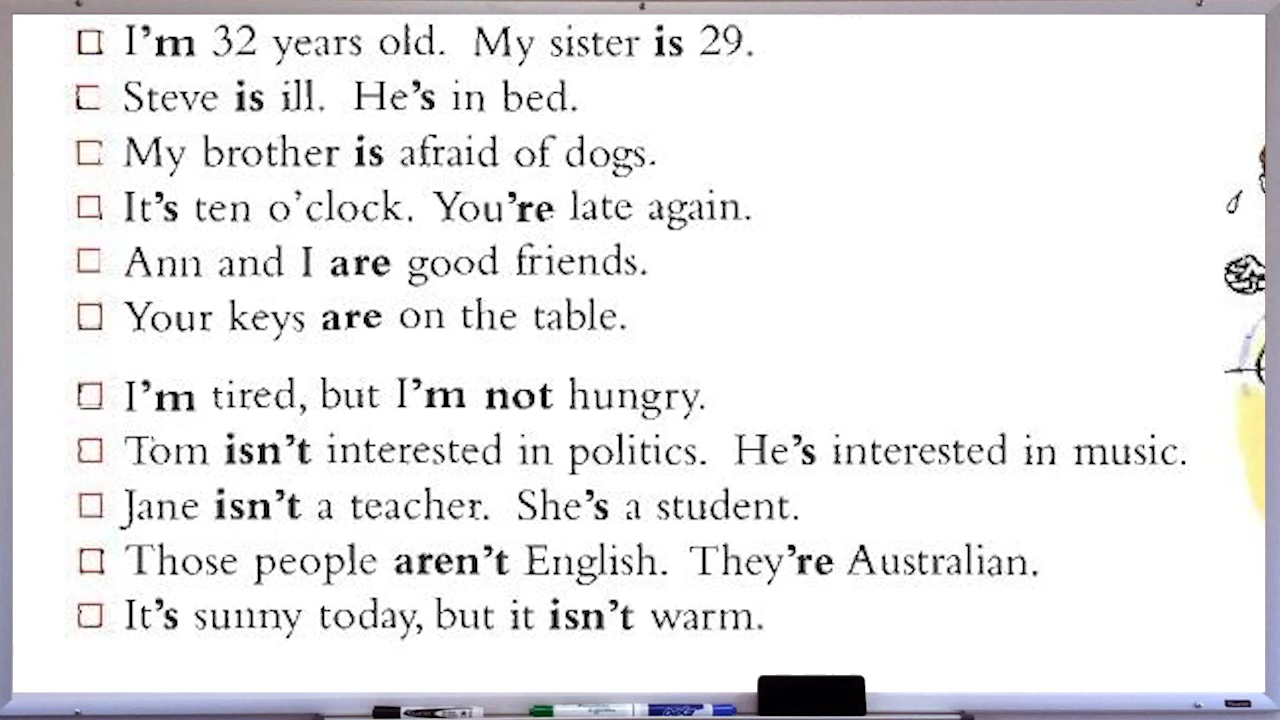 I'm 32 years old. My sister is 29.
Steve is ill. He's in bed.
My brother is afraid of dogs.
It's ten o'clock. You're late again.
Ann and I are good friends.
Your keys are on the table.
I'm tired, but I'm not hungry.
Tom isn't interested in politics. He's interested in music.
Jane isn't a teacher. She's a student.
Those people aren't English. They're Australian.
It's sunny today, but it isn't warm.